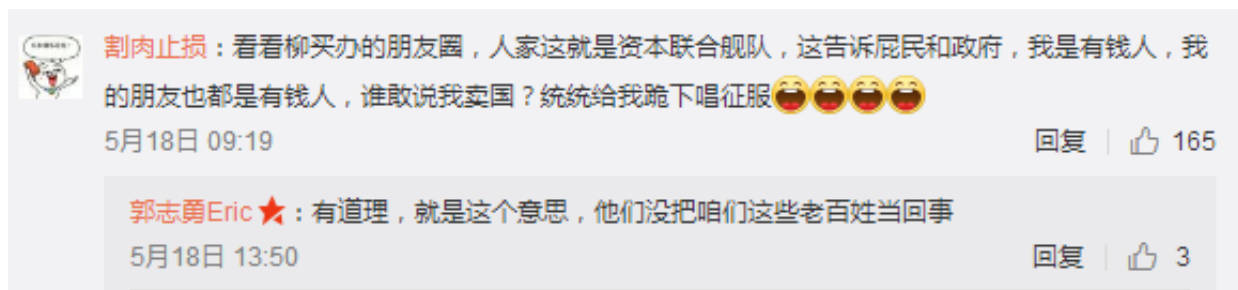 割肉止损：看看柳买办的朋友圈，人家这就是资本联合舰队，这告诉屁民和政府，我是有钱人，我
的朋友也都是有钱人，谁敢说我卖国？统统给我跪下唱征服
5月18日 09:19 回复 165
郭志勇Eric：有道理，就是这个意思，他们没把咱们这些老百姓当回事
5月18日 13:50 回复 3